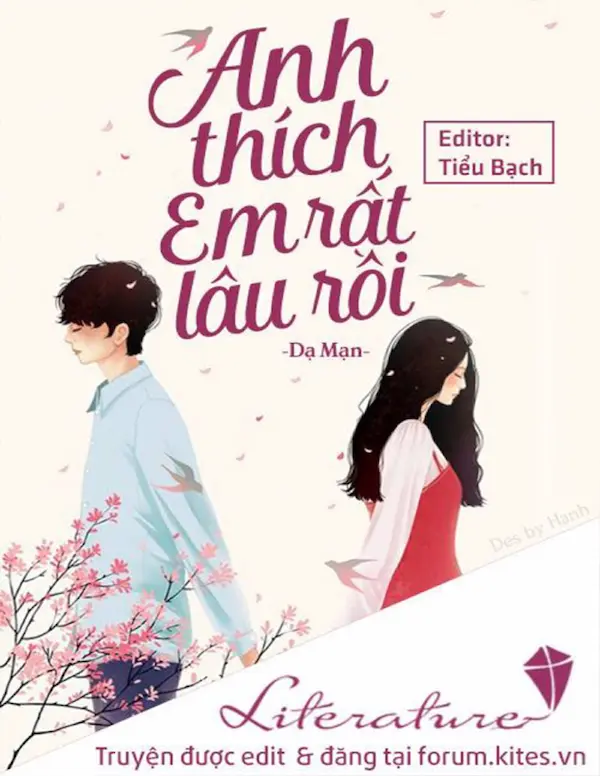 Anh
thích
Em rất
lâu rồi
-Dạ Mạn-
Editor:
Tiểu Bạch
Des by Hanh
Literature
Truyện được edit & đăng tại forum.kites.vn